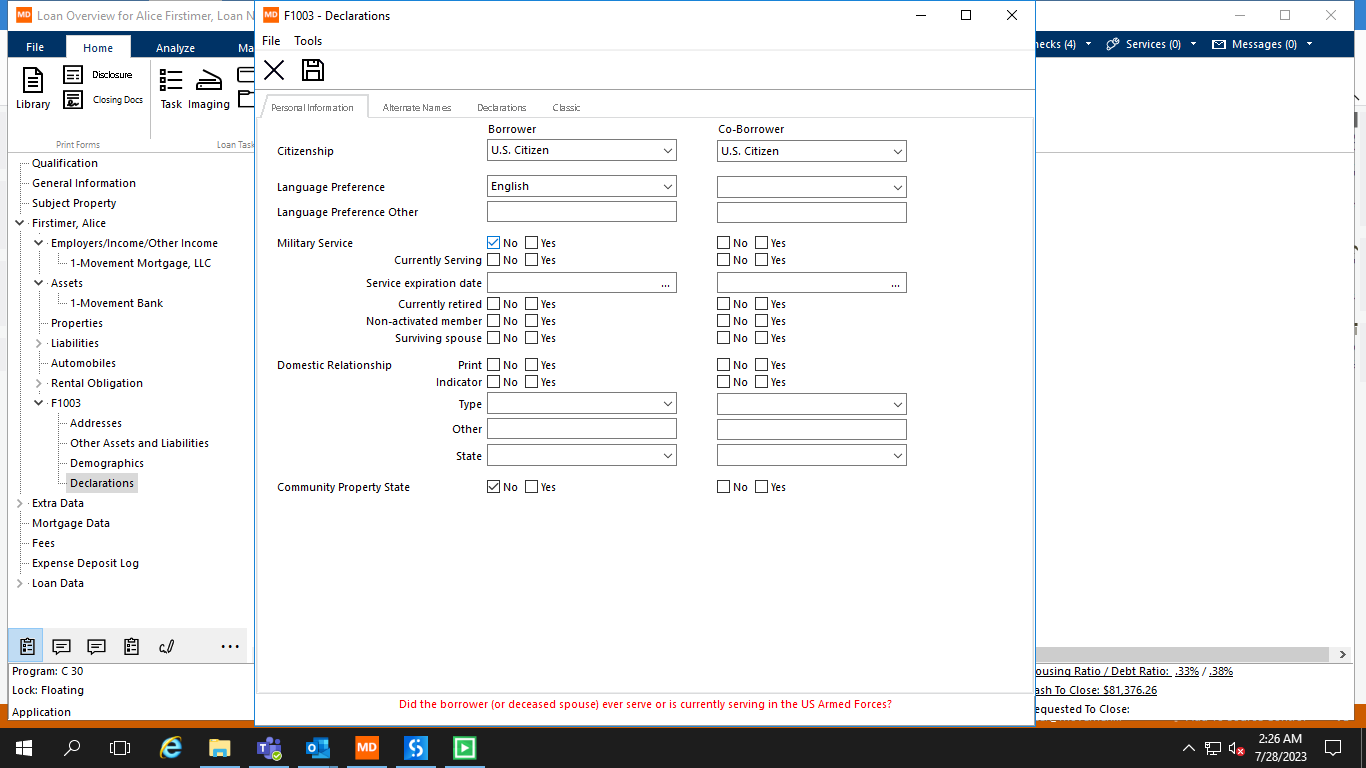 MD Loan Overview for Alice Firstimer, Loan N
MD F1003 - Declarations
File Home Analyze Ma
File Tools
hecks (4) Services (0) Messages (0)
Library
Disclosure
Closing Docs
Task Imaging
Print Forms Loan Task
Personal Information Alternate Names Declarations Classic
Borrower Co-Borrower
Citizenship U.S. Citizen U.S. Citizen
Language Preference English
Language Preference Other
Military Service No Yes No Yes
Currently Serving No Yes No Yes
Service expiration date ... ...
Currently retired No Yes No Yes
Non-activated member No Yes No Yes
Surviving spouse No Yes No Yes
Domestic Relationship Print No Yes No Yes
Indicator No Yes No Yes
Type
Other
State
Community Property State No Yes No Yes
Did the borrower (or deceased spouse) ever serve or is currently serving in the US Armed Forces?
Qualification
General Information
Subject Property
Firstimer, Alice
Employers/Income/Other Income
1-Movement Mortgage, LLC
Assets
1-Movement Bank
Properties
Liabilities
Automobiles
Rental Obligation
F1003
Addresses
Other Assets and Liabilities
Demographics
Declarations
Extra Data
Mortgage Data
Fees
Expense Deposit Log
Loan Data
Program: C 30
Lock: Floating
Application
ousing Ratio / Debt Ratio: .33% / .38%
ash To Close: $81,376.26
equested To Close:
MD
2:26 AM
7/28/2023